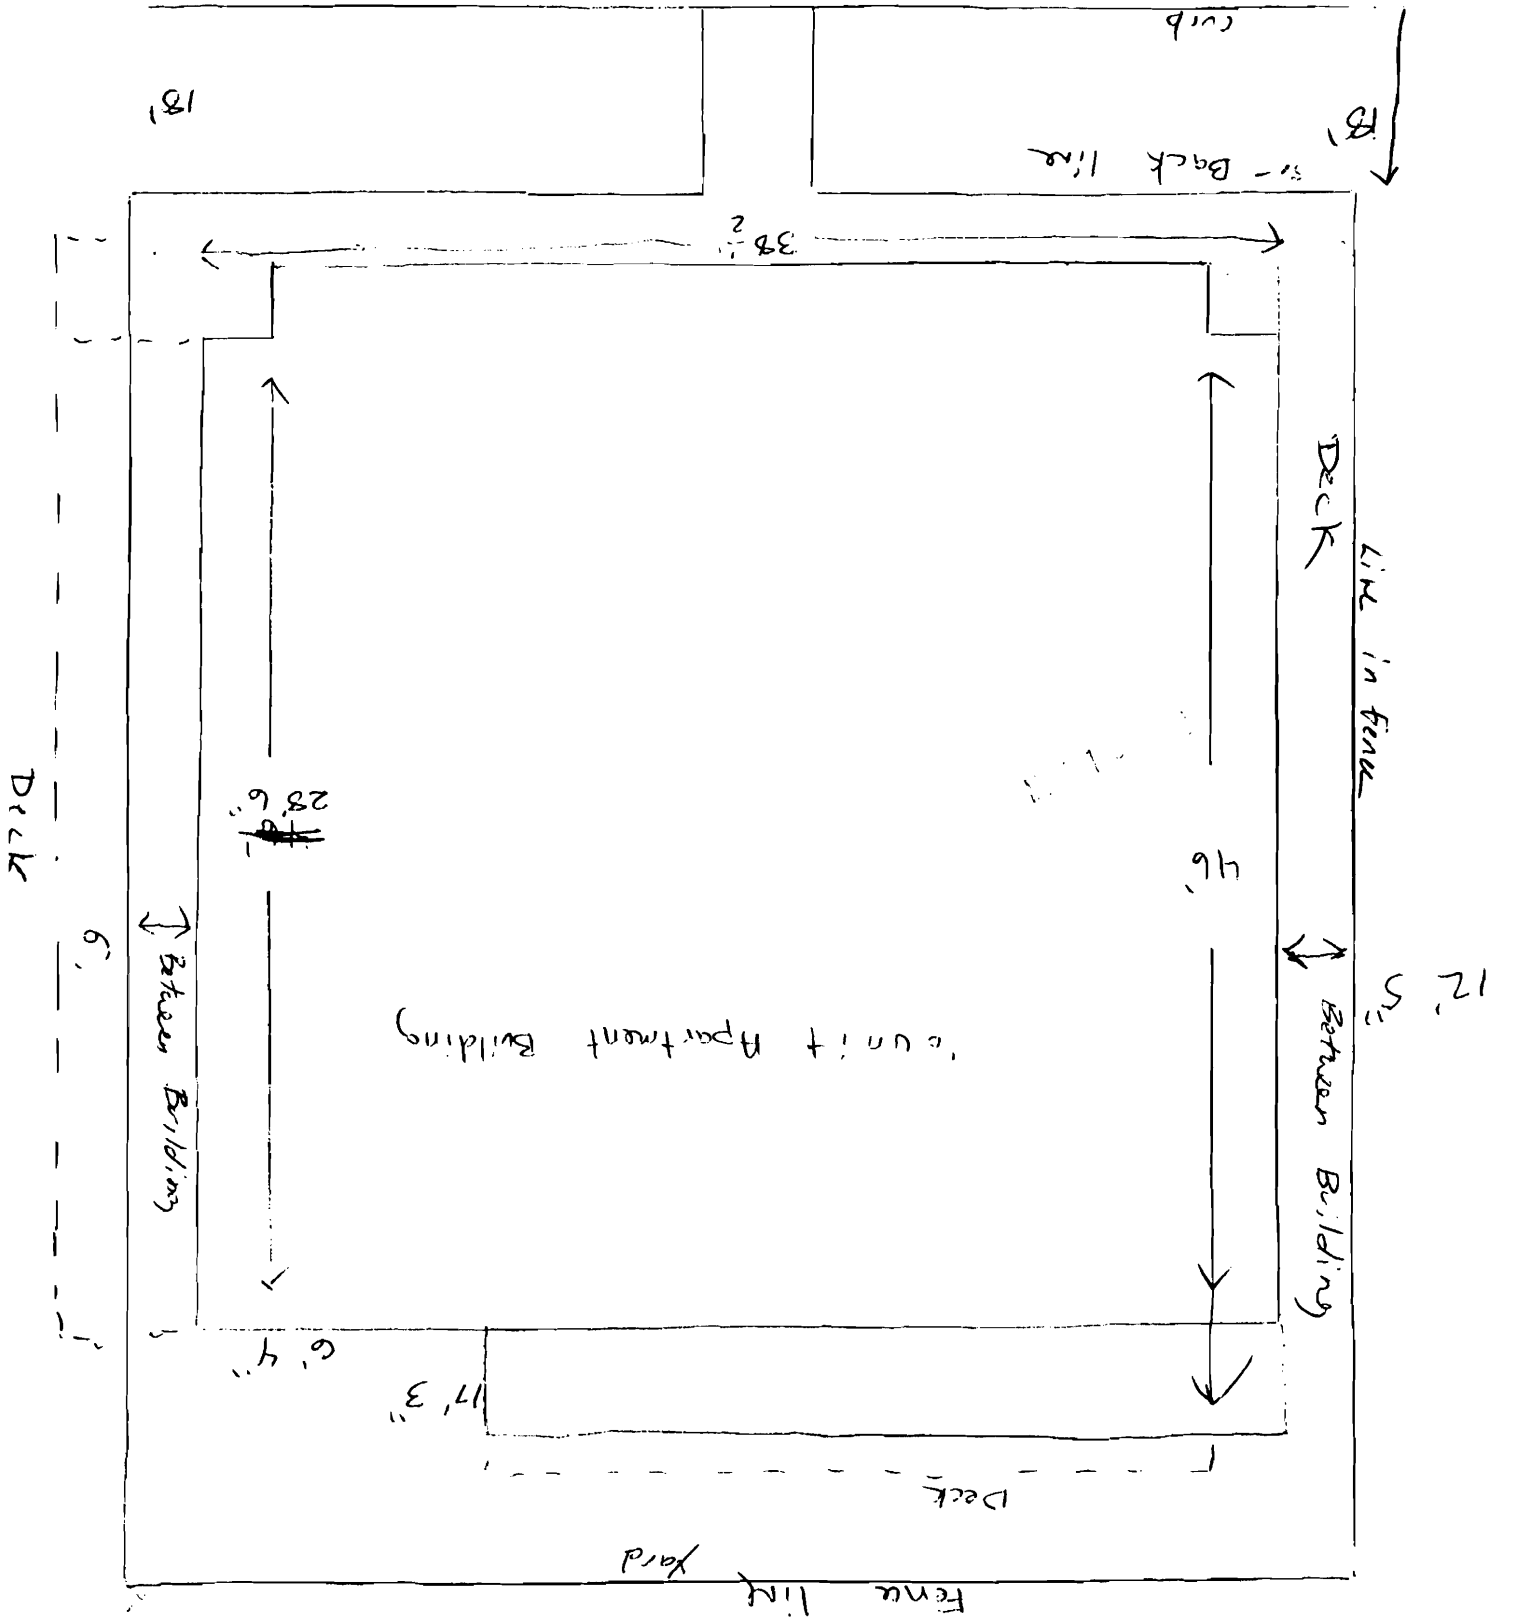 Fence line
Yard
Deck
17' 3"
6' 4"
unit Apartment Building
Between Building
12' 5"
Between Building
6'
46'
28' 6"
Deck
Line in fence
Deck
38 1/2'
Back line
18'
18'
curb